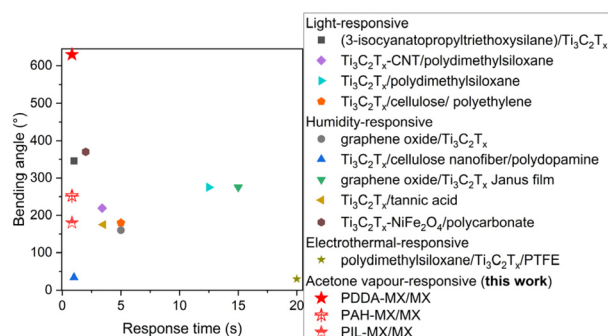 Bending angle (°)
600
500
400
300
200
100
0
0
5
10
15
20
Response time (s)
Light-responsive
(3-isocyanatopropyltriethoxysilane)/Ti₃C₂Tₓ
Ti₃C₂Tₓ-CNT/polydimethylsiloxane
Ti₃C₂Tₓ/polydimethylsiloxane
Ti₃C₂Tₓ/cellulose/ polyethylene
Humidity-responsive
graphene oxide/Ti₃C₂Tₓ
Ti₃C₂Tₓ/cellulose nanofiber/polydopamine
graphene oxide/Ti₃C₂Tₓ Janus film
Ti₃C₂Tₓ/tannic acid
Ti₃C₂Tₓ-NiFe₂O₄/polycarbonate
Electrothermal-responsive
polydimethylsiloxane/Ti₃C₂Tₓ/PTFE
Acetone vapour-responsive (this work)
PDDA-MX/MX
PAH-MX/MX
PIL-MX/MX